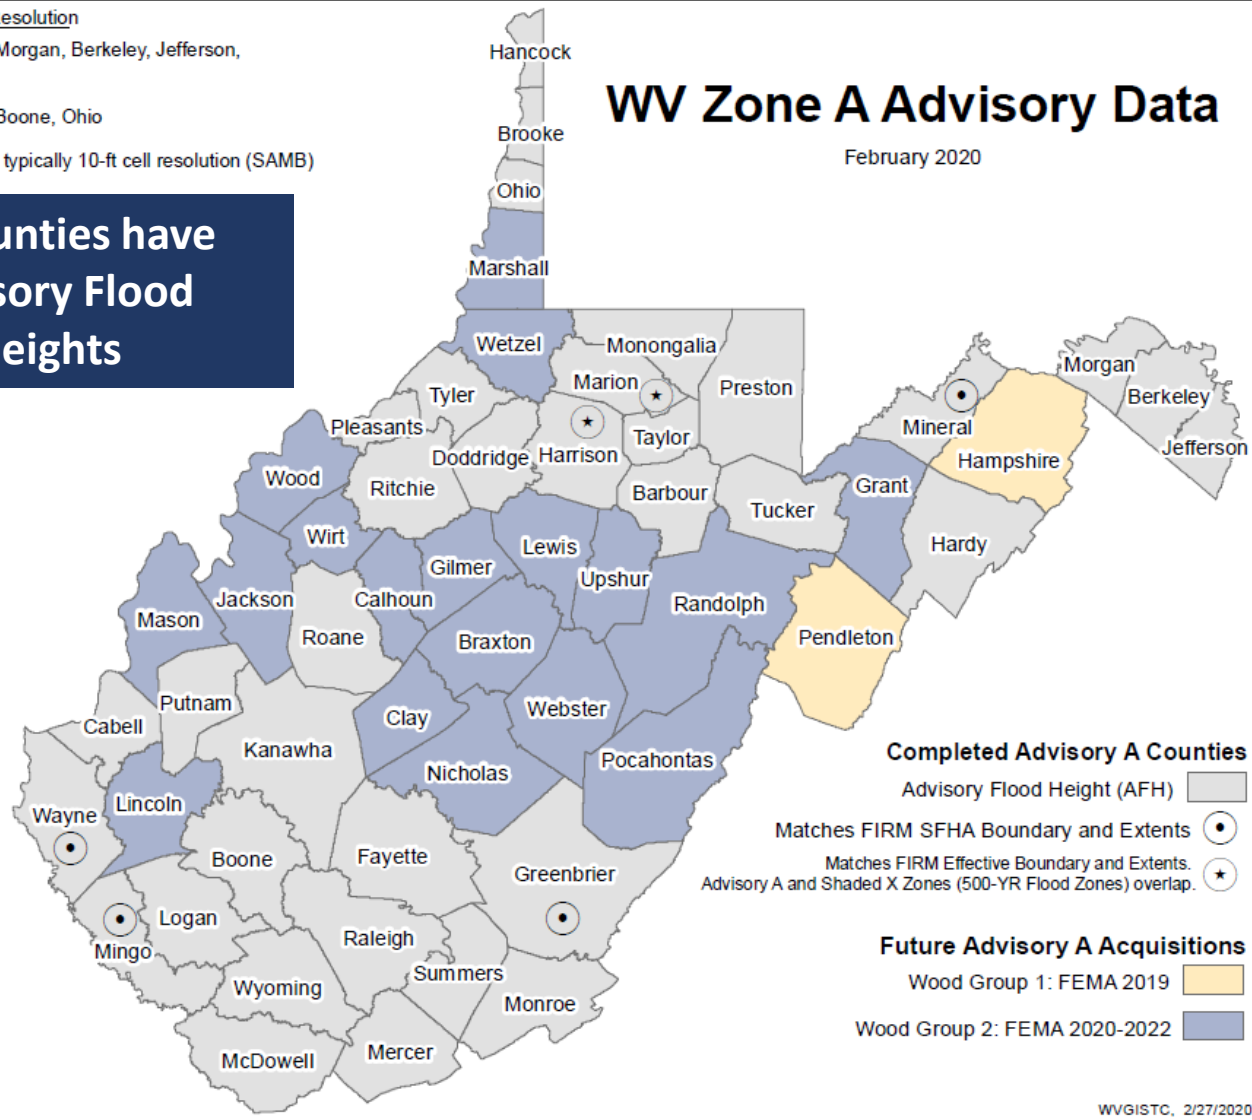 esolution
Morgan, Berkeley, Jefferson,
Boone, Ohio
typically 10-ft cell resolution (SAMB)
unties have
sory Flood
eights
WV Zone A Advisory Data
February 2020
Hancock
Brooke
Ohio
Marshall
Wetzel
Monongalia
Marion
Preston
Tyler
Pleasants
Doddridge
Harrison
Taylor
Morgan
Berkeley
Jefferson
Mineral
Hampshire
Wood
Ritchie
Barbour
Tucker
Grant
Hardy
Wirt
Lewis
Gilmer
Upshur
Calhoun
Jackson
Mason
Roane
Braxton
Randolph
Pendleton
Putnam
Cabell
Kanawha
Clay
Webster
Nicholas
Pocahontas
Lincoln
Wayne
Boone
Fayette
Greenbrier
Logan
Mingo
Raleigh
Summers
Wyoming
Monroe
McDowell
Mercer
Completed Advisory A Counties
Advisory Flood Height (AFH)
Matches FIRM SFHA Boundary and Extents
Matches FIRM Effective Boundary and Extents.
Advisory A and Shaded X Zones (500-YR Flood Zones) overlap.
Future Advisory A Acquisitions
Wood Group 1: FEMA 2019
Wood Group 2: FEMA 2020-2022
WVGISTC, 2/27/2020